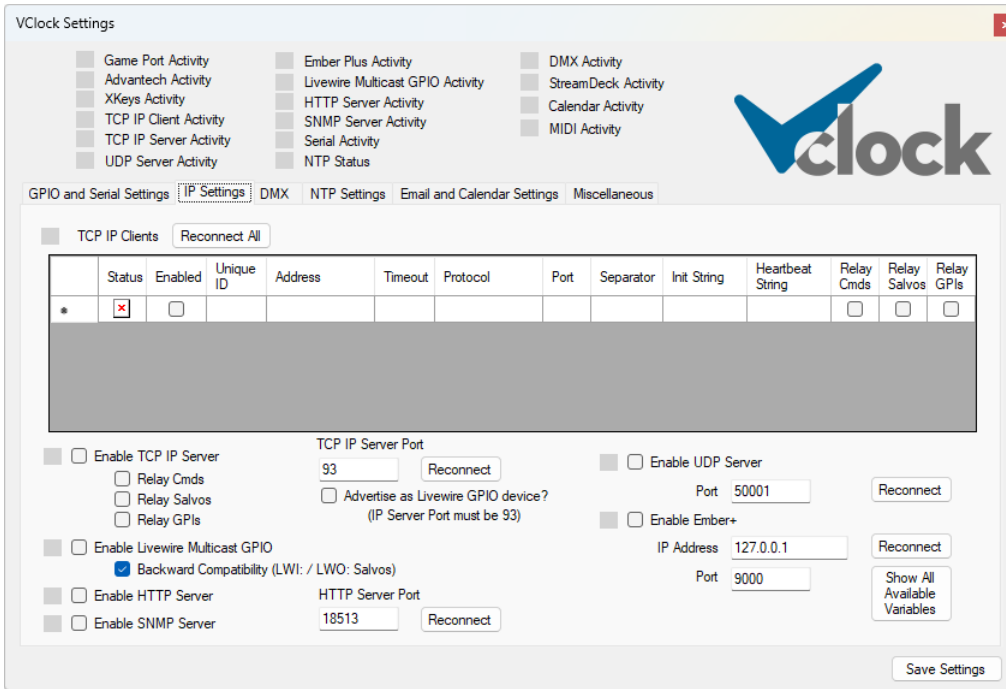 VClock Settings
Game Port Activity
Advantech Activity
XKeys Activity
TCP IP Client Activity
TCP IP Server Activity
UDP Server Activity
Ember Plus Activity
Livewire Multicast GPIO Activity
HTTP Server Activity
SNMP Server Activity
Serial Activity
NTP Status
DMX Activity
StreamDeck Activity
Calendar Activity
MIDI Activity
Vclock
GPIO and Serial Settings IP Settings DMX NTP Settings Email and Calendar Settings Miscellaneous
TCP IP Clients Reconnect All
Status Enabled Unique ID Address Timeout Protocol Port Separator Init String Heartbeat String Relay Cmds Relay Salvos Relay GPIs
Enable TCP IP Server
Relay Cmds
Relay Salvos
Relay GPIs
TCP IP Server Port
93 Reconnect
Advertise as Livewire GPIO device?
(IP Server Port must be 93)
Enable Livewire Multicast GPIO
Backward Compatibility (LWI: / LWO: Salvos)
Enable HTTP Server
Enable SNMP Server
HTTP Server Port
18513 Reconnect
Enable UDP Server
Port 50001 Reconnect
Enable Ember+
IP Address 127.0.0.1 Reconnect
Port 9000
Show All
Available
Variables
Save Settings